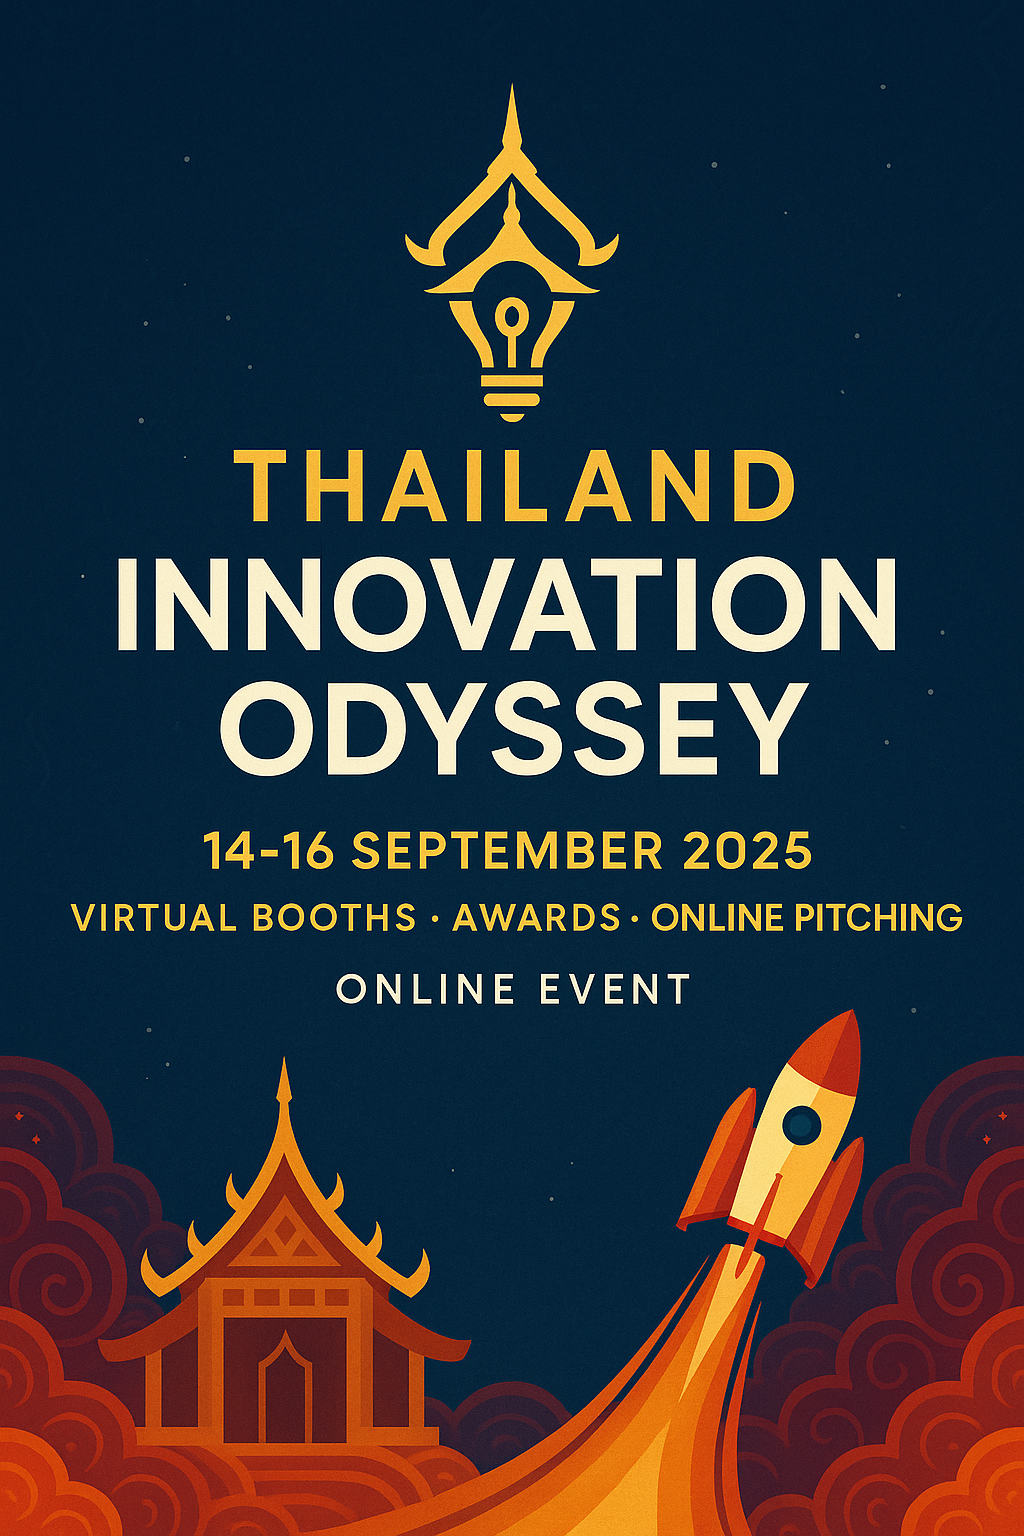 THAILAND
INNOVATION
ODYSSEY
14-16 SEPTEMBER 2025
VIRTUAL BOOTHS · AWARDS · ONLINE PITCHING
ONLINE EVENT